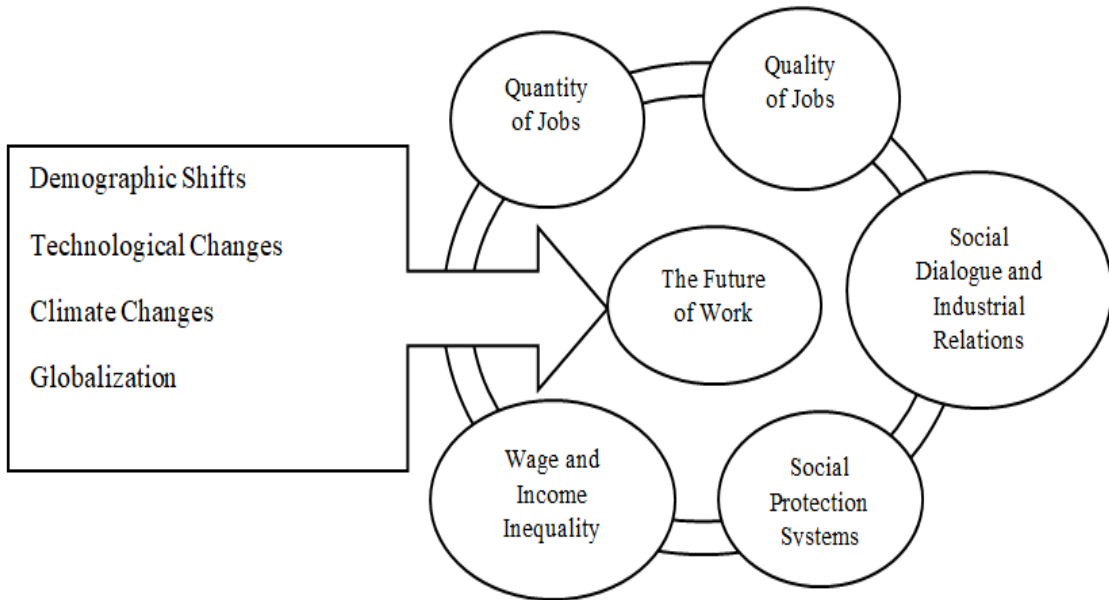 Demographic Shifts
Technological Changes
Climate Changes
Globalization
Quantity
of Jobs
Quality
of Jobs
Social
Dialogue and
Industrial
Relations
The Future
of Work
Wage and
Income
Inequality
Social
Protection
Systems